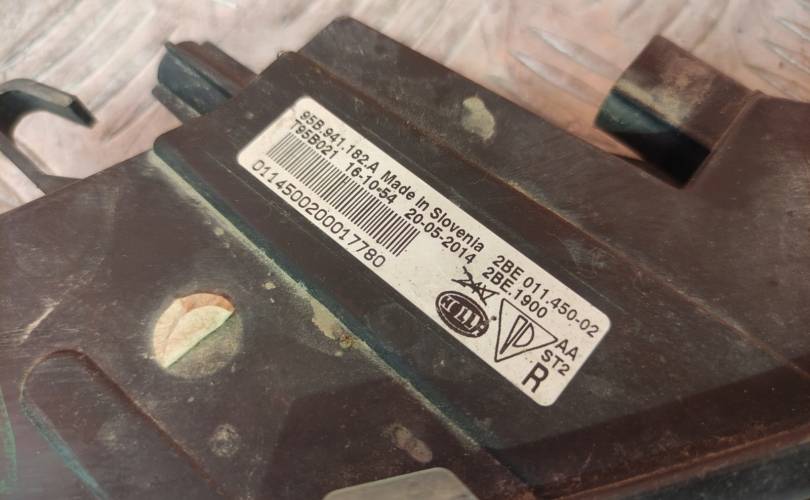 95B.941.182.A Made in Slovenia 2BE 011.450-02
T95B021 16-10-54 20-05-2014 2BE.1900
0114500200017780
HELLA
AA
ST2
R